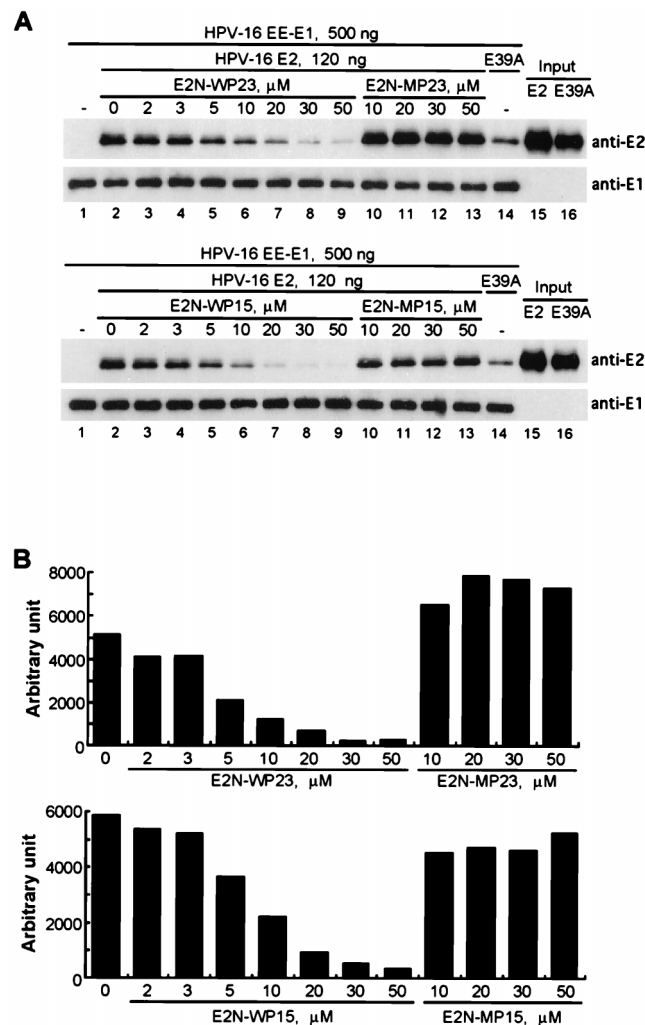 A
HPV-16 EE-E1, 500 ng
HPV-16 E2, 120 ng E39A Input
E2N-WP23, μM E2N-MP23, μM E2 E39A
- 0 2 3 5 10 20 30 50 10 20 30 50 -
anti-E2
anti-E1
1 2 3 4 5 6 7 8 9 10 11 12 13 14 15 16
HPV-16 EE-E1, 500 ng
HPV-16 E2, 120 ng E39A Input
E2N-WP15, μM E2N-MP15, μM E2 E39A
- 0 2 3 5 10 20 30 50 10 20 30 50 -
anti-E2
anti-E1
1 2 3 4 5 6 7 8 9 10 11 12 13 14 15 16
B
Arbitrary unit
8000
6000
4000
2000
0
0 2 3 5 10 20 30 50 10 20 30 50
E2N-WP23, μM E2N-MP23, μM
Arbitrary unit
6000
4000
2000
0
0 2 3 5 10 20 30 50 10 20 30 50
E2N-WP15, μM E2N-MP15, μM